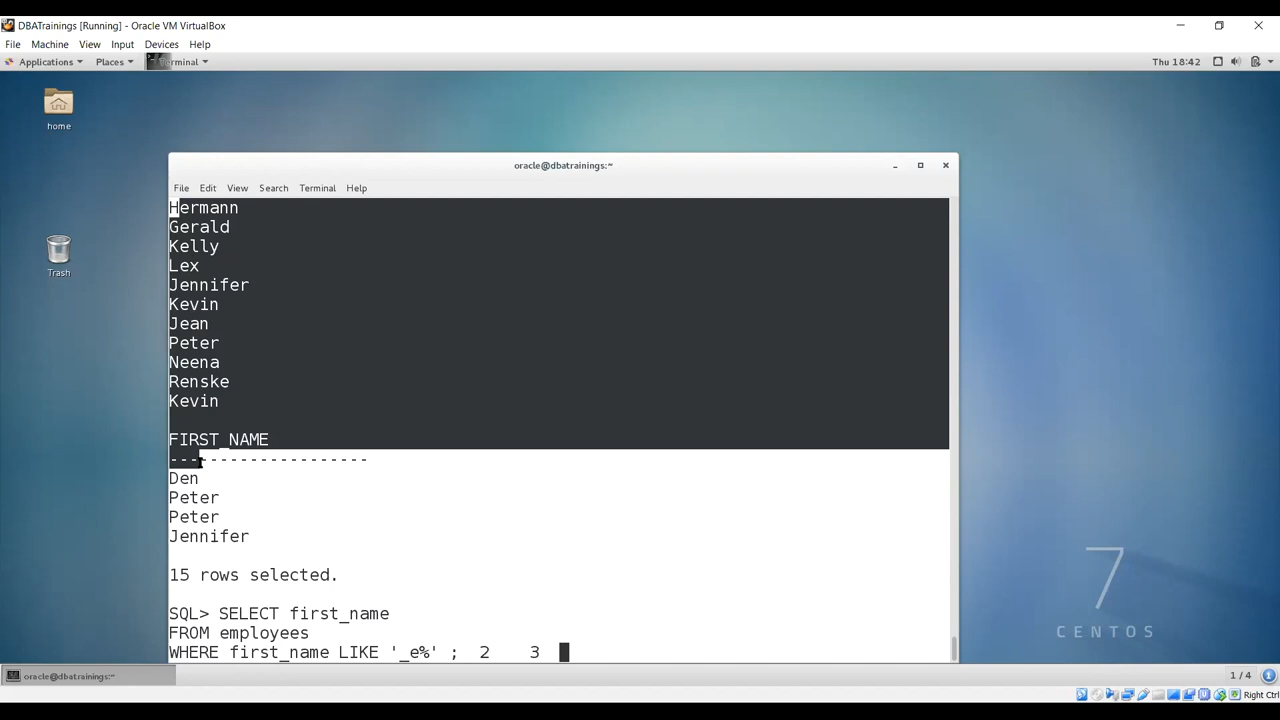 DBATrainings [Running] - Oracle VM VirtualBox
File Machine View Input Devices Help
Applications Places Terminal Thu 18:42
home
Trash
oracle@dbatrainings:~
File Edit View Search Terminal Help
Hermann
Gerald
Kelly
Lex
Jennifer
Kevin
Jean
Peter
Neena
Renske
Kevin
FIRST_NAME
--------------------
Den
Peter
Peter
Jennifer
15 rows selected.
SQL> SELECT first_name
FROM employees
WHERE first_name LIKE '_e%' ; 2 3
7
CENTOS
oracle@dbatrainings:~ 1 / 4 1
Right Ctrl